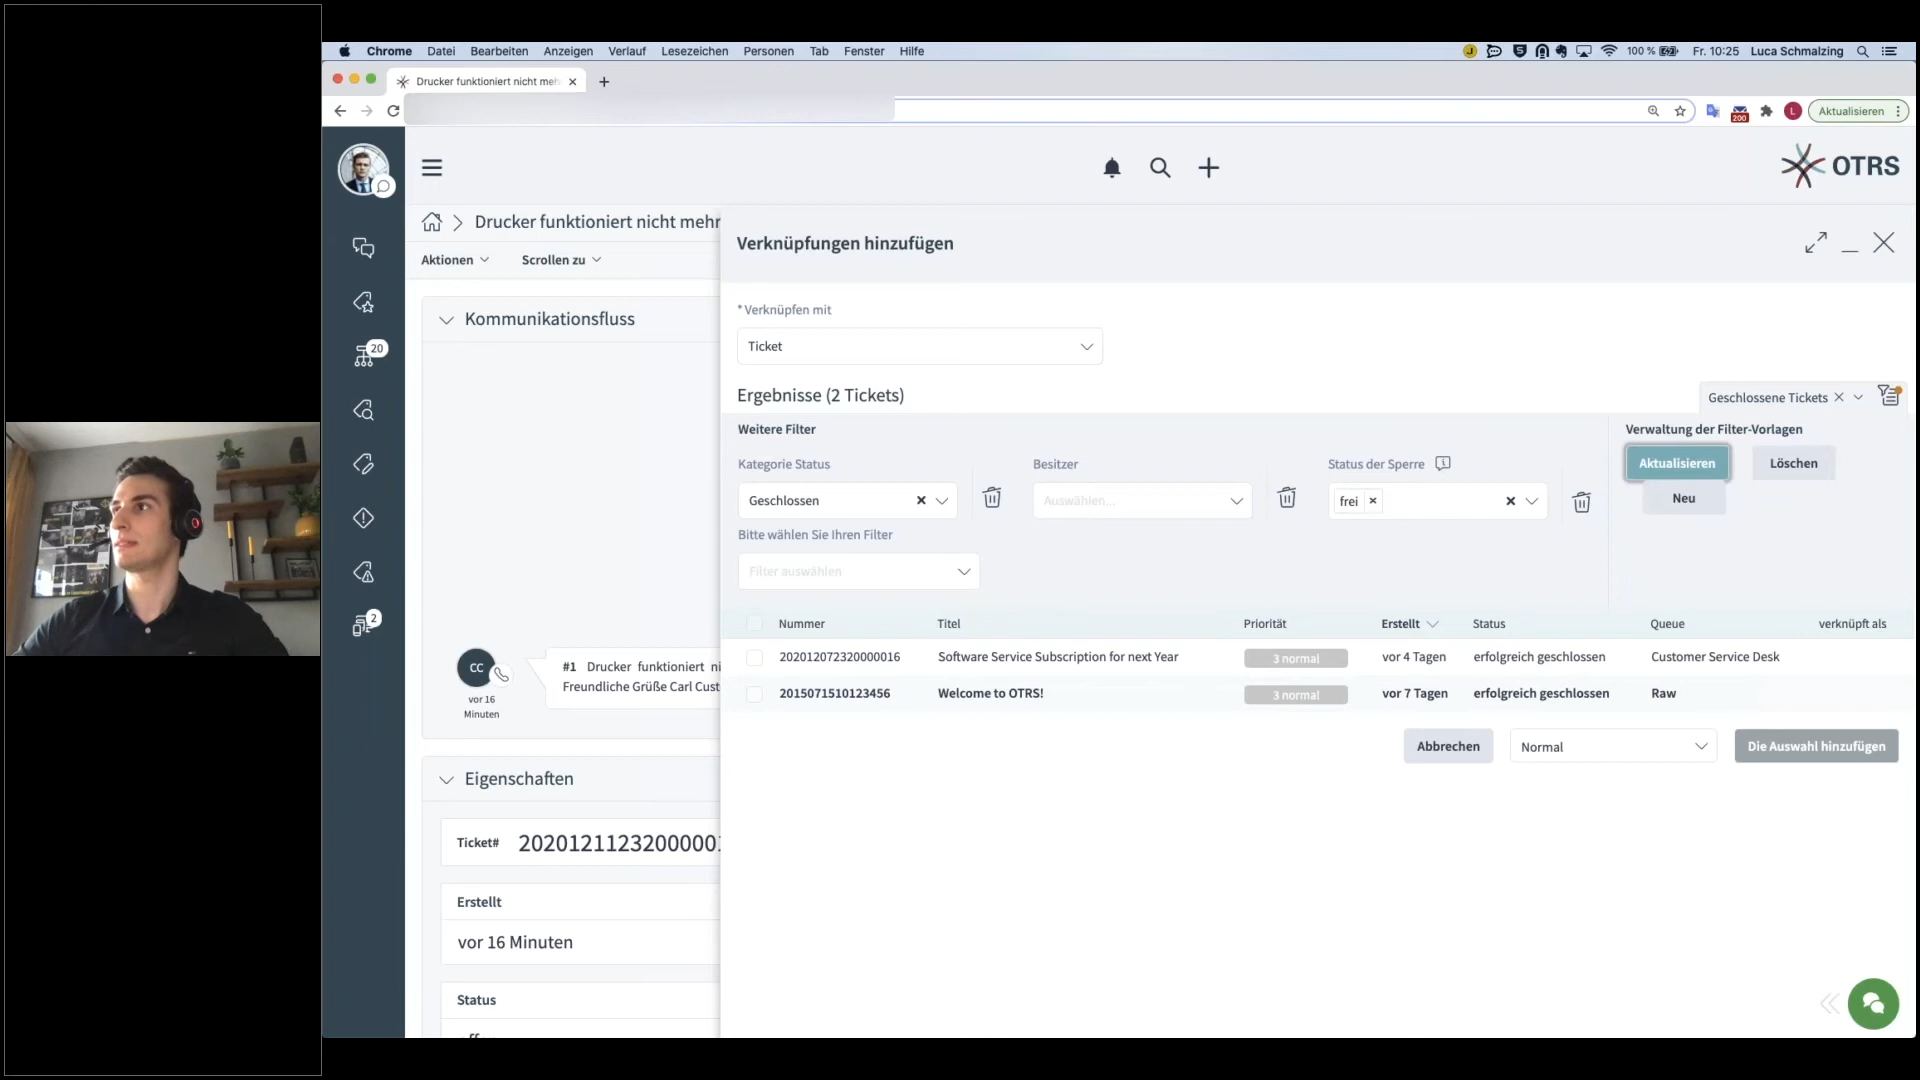 Chrome Datei Bearbeiten Anzeigen Verlauf Lesezeichen Personen Tab Fenster Hilfe
100 % Fr. 10:25 Luca Schmalzing
Drucker funktioniert nicht meh
200 L Aktualisieren
OTRS
Drucker funktioniert nicht mehr
Aktionen Scrollen zu
Verknüpfungen hinzufügen
* Verknüpfen mit
Ticket
Kommunikationsfluss
20
Ergebnisse (2 Tickets)
Geschlossene Tickets
Weitere Filter
Verwaltung der Filter-Vorlagen
Kategorie Status Besitzer Status der Sperre
Aktualisieren Löschen
Geschlossen Auswählen... frei
Neu
Bitte wählen Sie Ihren Filter
Filter auswählen
2
Nummer Titel Priorität Erstellt Status Queue verknüpft als
202012072320000016 Software Service Subscription for next Year 3 normal vor 4 Tagen erfolgreich geschlossen Customer Service Desk
2015071510123456 Welcome to OTRS! 3 normal vor 7 Tagen erfolgreich geschlossen Raw
CC
vor 16
Minuten
#1 Drucker funktioniert ni
Freundliche Grüße Carl Cust
Abbrechen Normal Die Auswahl hinzufügen
Eigenschaften
Ticket# 2020121123200000
Erstellt
vor 16 Minuten
Status